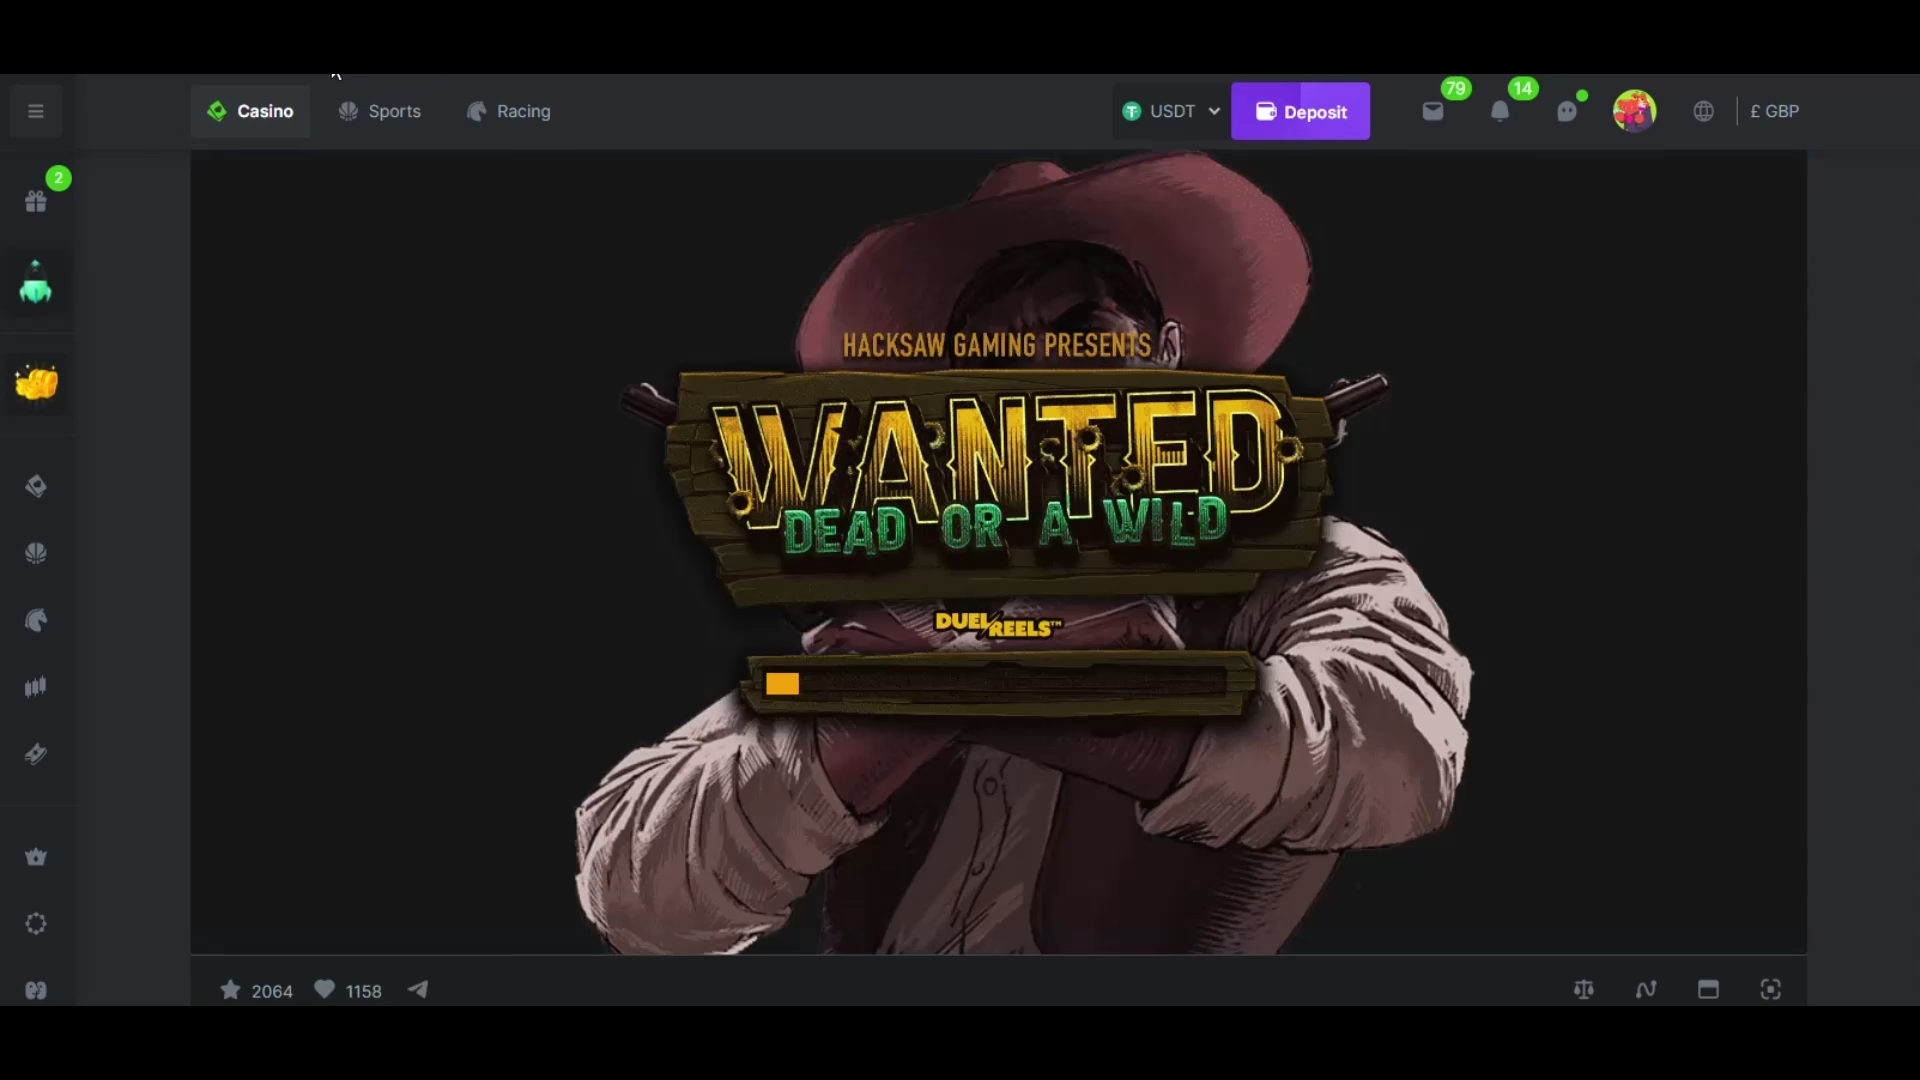 Casino
Sports
Racing
USDT
Deposit
79
14
£ GBP
2
HACKSAW GAMING PRESENTS
WANTED
DEAD OR A WILD
DUEL REELS™
2064
1158